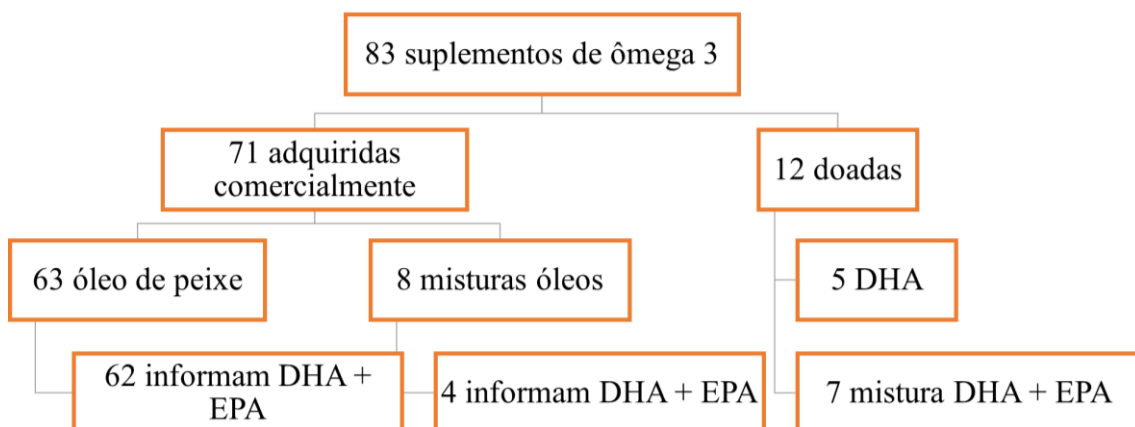 83 suplementos de ômega 3
71 adquiridas
comercialmente
12 doadas
63 óleo de peixe
8 misturas óleos
5 DHA
62 informam DHA +
EPA
4 informam DHA + EPA
7 mistura DHA + EPA